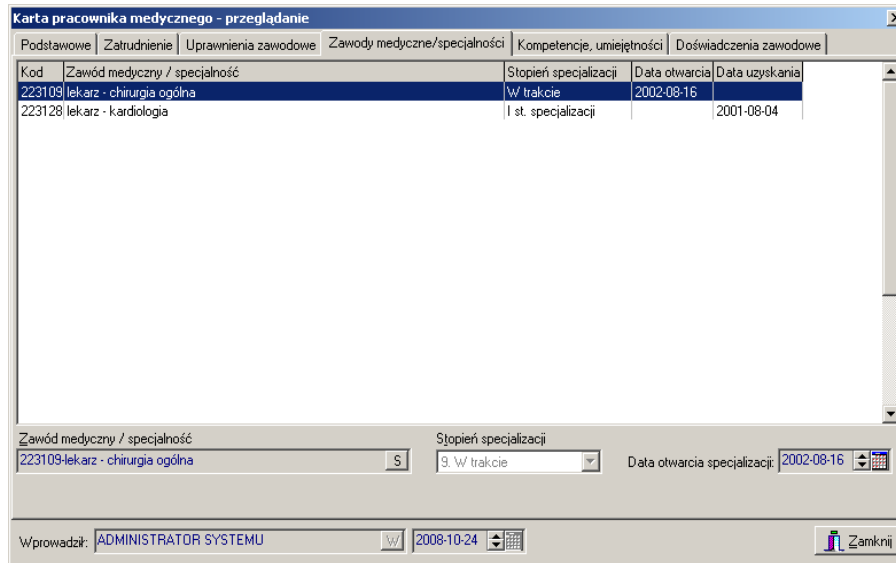 Karta pracownika medycznego - przeglądanie
Podstawowe Zatrudnienie Uprawnienia zawodowe Zawody medyczne/specjalności Kompetencje, umiejętności Doświadczenia zawodowe
Kod Zawód medyczny / specjalność Stopień specjalizacji Data otwarcia Data uzyskania
223109 lekarz - chirurgia ogólna W trakcie 2002-08-16
223128 lekarz - kardiologia I st. specjalizacji 2001-08-04
Zawód medyczny / specjalność Stopień specjalizacji
223109-lekarz - chirurgia ogólna S 9. W trakcie Data otwarcia specjalizacji: 2002-08-16
Wprowadził: ADMINISTRATOR SYSTEMU W 2008-10-24 Zamknij